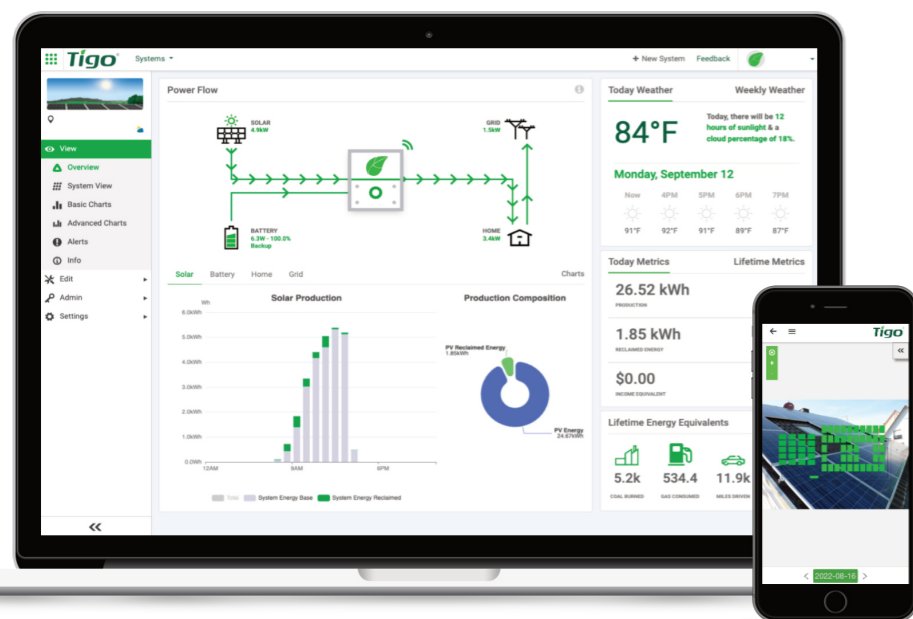 Tigo
Systems
+ New System
Feedback
View
Overview
System View
Basic Charts
Advanced Charts
Alerts
Info
Edit
Admin
Settings
Power Flow
SOLAR
4.9kW
GRID
1.5kW
BATTERY
6.3W - 100.0%
Backup
HOME
3.4kW
Solar
Battery
Home
Grid
Charts
Solar Production
Wh
6.0kWh
5.0kWh
4.0kWh
3.0kWh
2.0kWh
1.0kWh
0.0Wh
12AM
9AM
6PM
Total
System Energy Base
System Energy Reclaimed
Production Composition
PV Reclaimed Energy
1.85kWh
PV Energy
24.67kWh
Today Weather
Weekly Weather
84°F
Today, there will be 12
hours of sunlight & a
cloud percentage of 18%.
Monday, September 12
Now 4PM 5PM 6PM 7PM
91°F 92°F 91°F 89°F 87°F
Today Metrics
Lifetime Metrics
26.52 kWh
PRODUCTION
1.85 kWh
RECLAIMED ENERGY
$0.00
INCOME EQUIVALENT
Lifetime Energy Equivalents
5.2k 534.4 11.9k
COAL BURNED GAS CONSUMED MILES DRIVEN
Tigo
2022-08-16